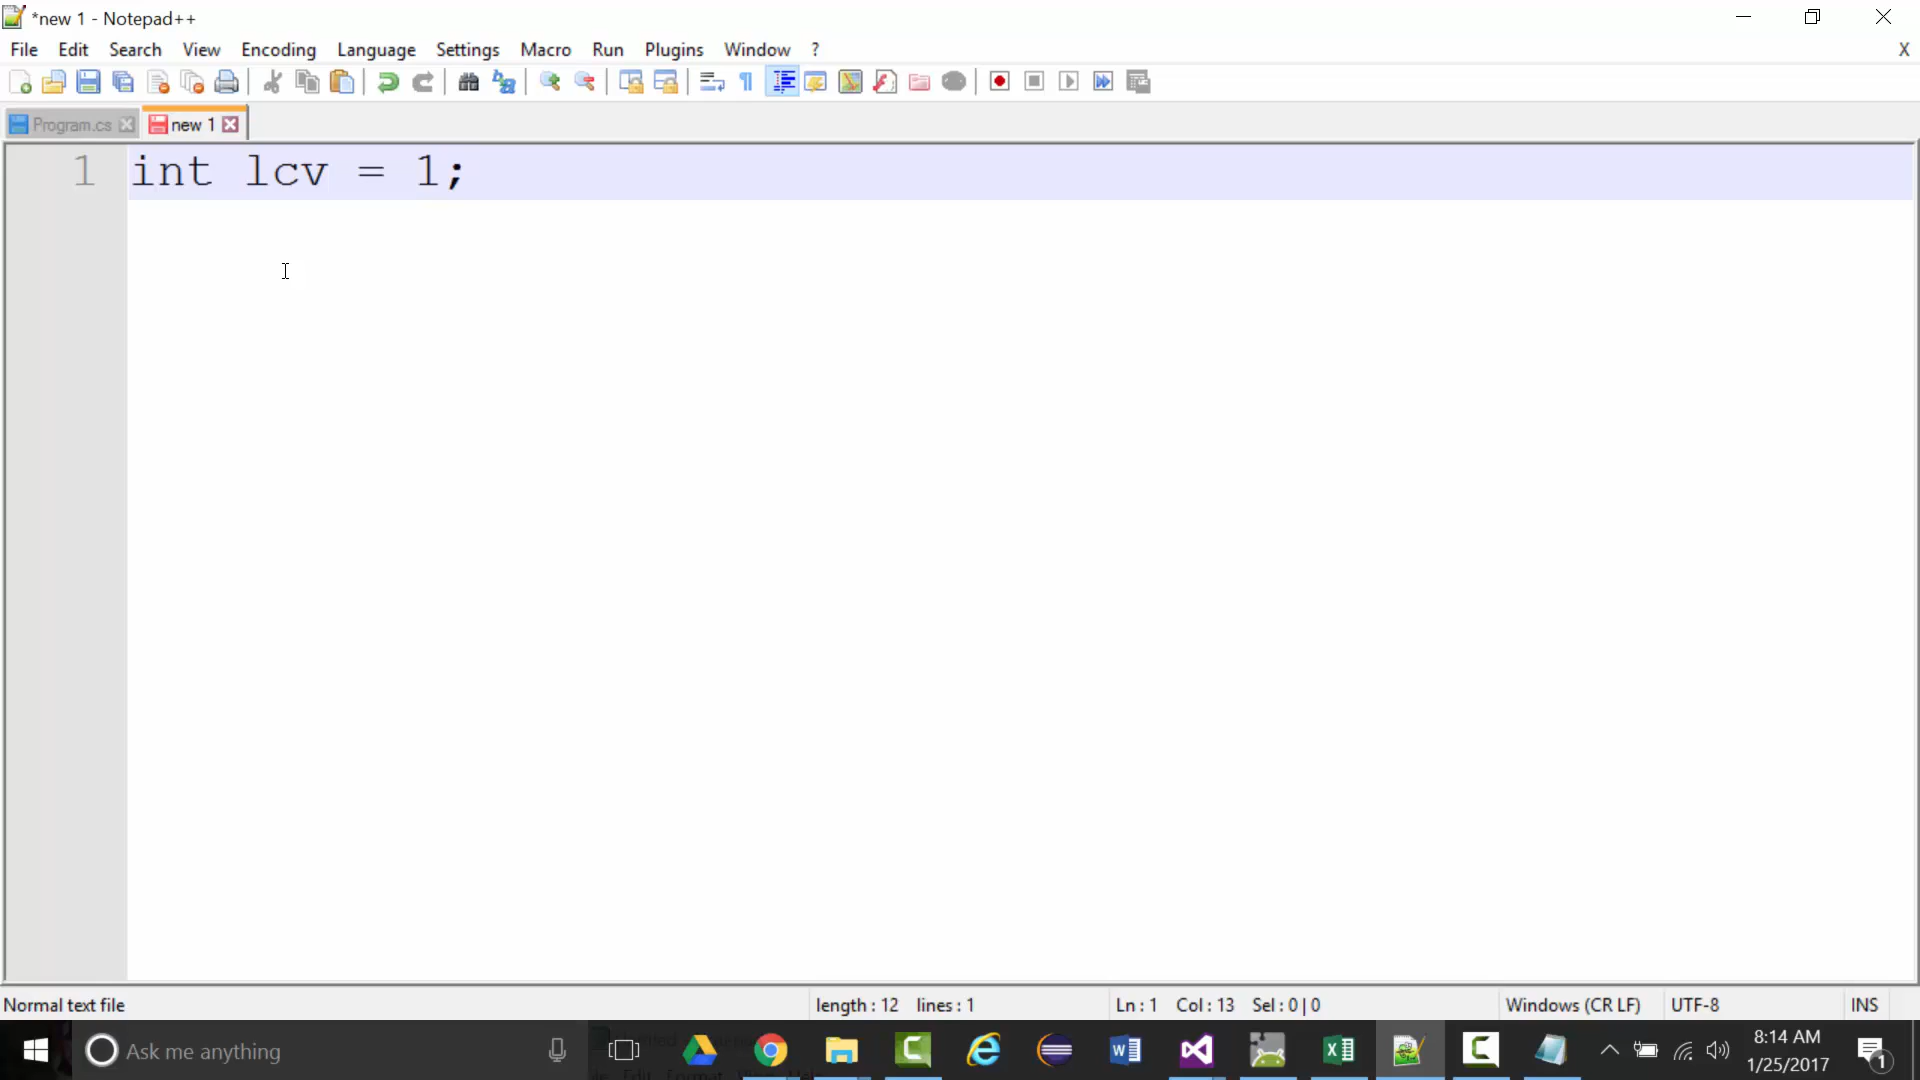 *new 1 - Notepad++
File Edit Search View Encoding Language Settings Macro Run Plugins Window ? X
Program.cs new 1
1 int lcv = 1;
Normal text file length : 12 lines : 1 Ln : 1 Col : 13 Sel : 0 | 0 Windows (CR LF) UTF-8 INS
Ask me anything
8:14 AM
1/25/2017
1